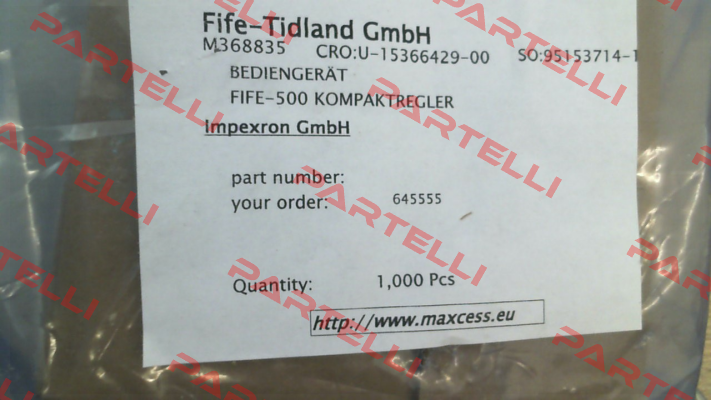 Fife-Tidland GmbH
M368835 CRO:U-15366429-00 SO:95153714-1
BEDIENGERÄT
FIFE-500 KOMPAKTREGLER
Impexron GmbH
part number:
your order: 645555
Quantity: 1,000 Pcs
http://www.maxcess.eu
PARTELLI
PARTELLI
PARTELLI
PARTELLI
PARTELLI
PARTELLI
PARTELLI